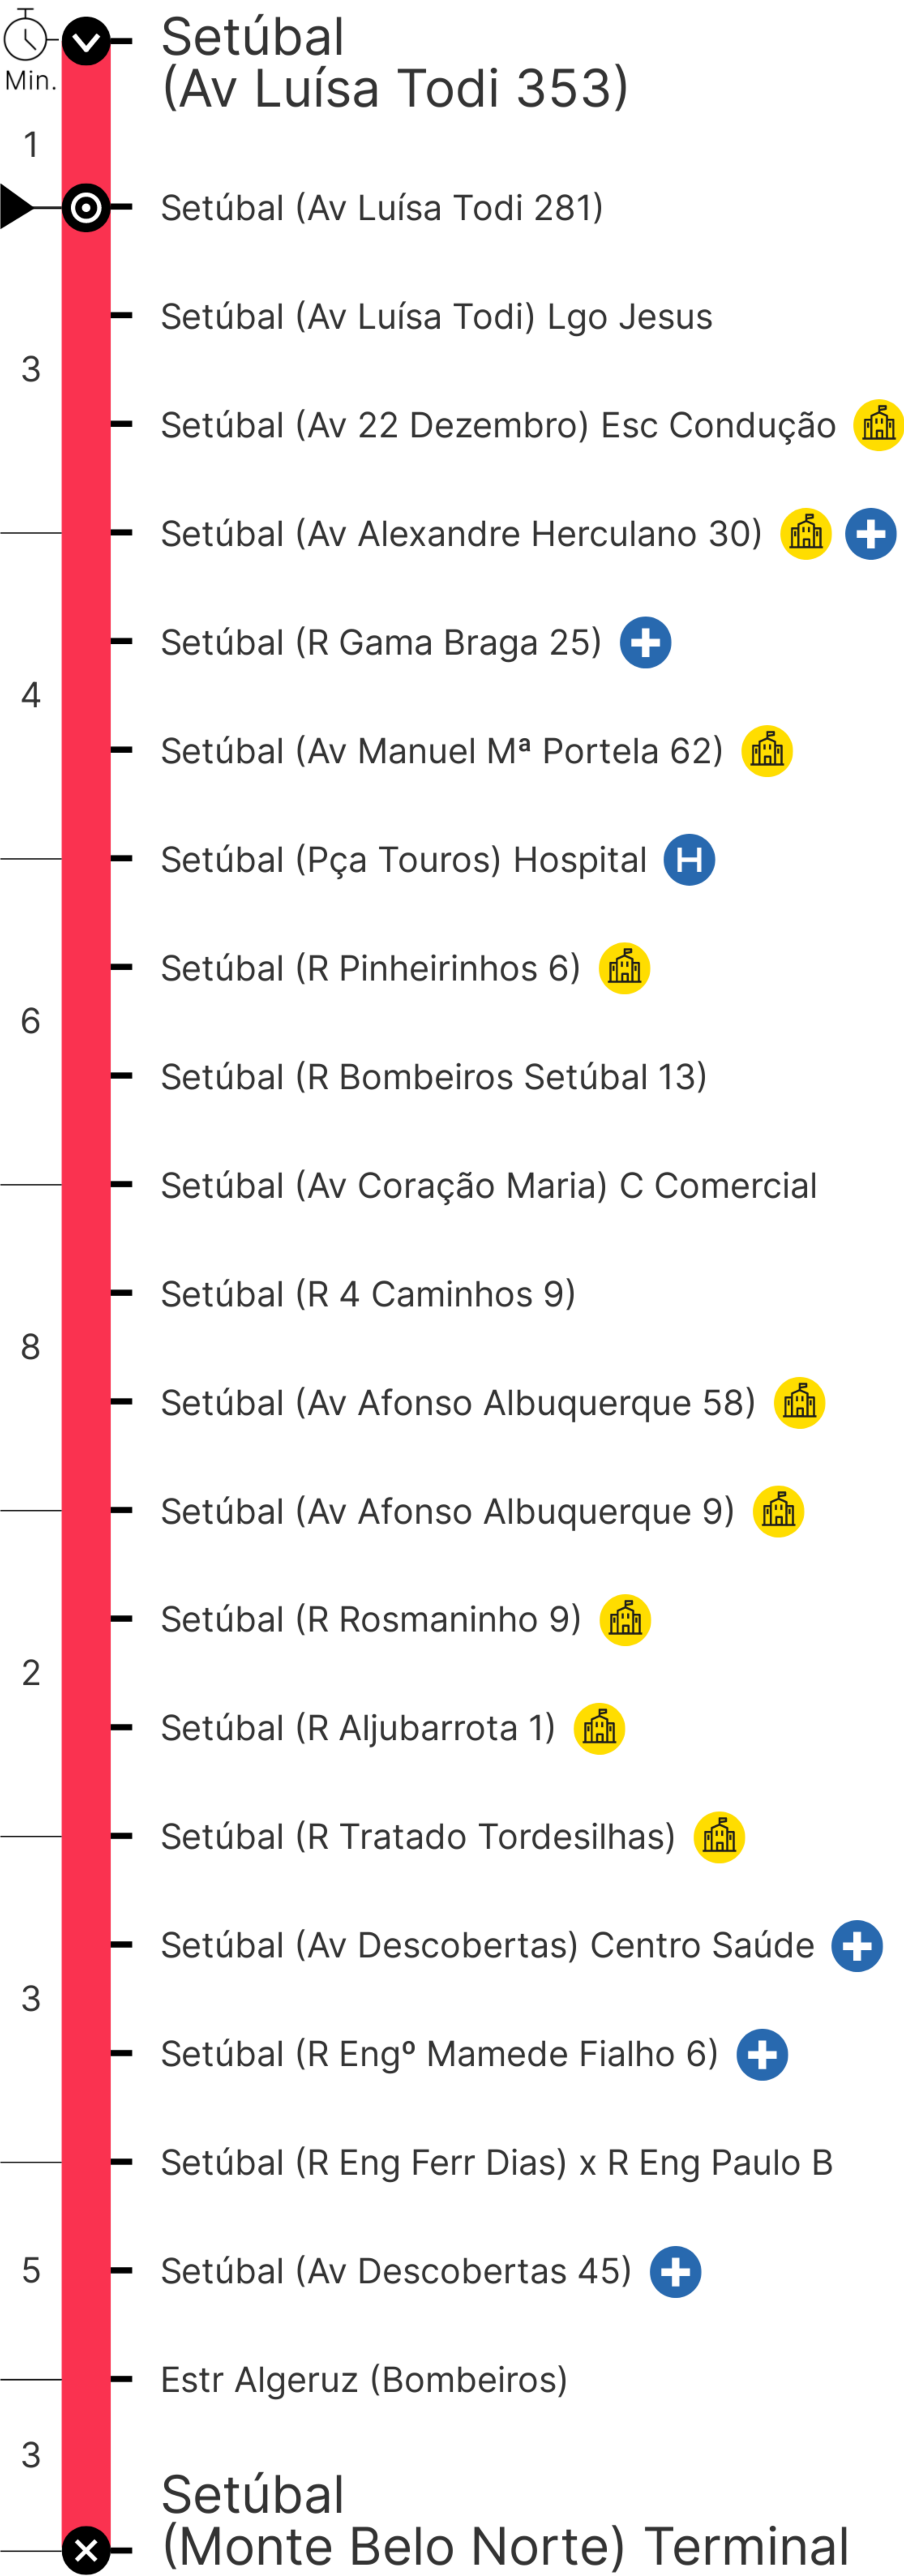 Setúbal
(Av Luísa Todi 353)
Min.
1
Setúbal (Av Luísa Todi 281)
Setúbal (Av Luísa Todi) Lgo Jesus
3
Setúbal (Av 22 Dezembro) Esc Condução
Setúbal (Av Alexandre Herculano 30)
Setúbal (R Gama Braga 25)
4
Setúbal (Av Manuel Mª Portela 62)
Setúbal (Pça Touros) Hospital H
Setúbal (R Pinheirinhos 6)
6
Setúbal (R Bombeiros Setúbal 13)
Setúbal (Av Coração Maria) C Comercial
Setúbal (R 4 Caminhos 9)
8
Setúbal (Av Afonso Albuquerque 58)
Setúbal (Av Afonso Albuquerque 9)
Setúbal (R Rosmaninho 9)
2
Setúbal (R Aljubarrota 1)
Setúbal (R Tratado Tordesilhas)
Setúbal (Av Descobertas) Centro Saúde
3
Setúbal (R Engº Mamede Fialho 6)
Setúbal (R Eng Ferr Dias) x R Eng Paulo B
5
Setúbal (Av Descobertas 45)
Estr Algeruz (Bombeiros)
3
Setúbal
(Monte Belo Norte) Terminal